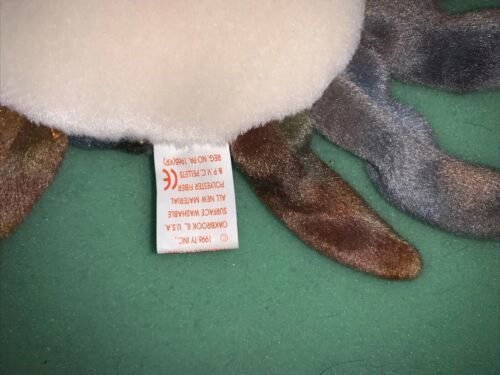 ©
1996 TY INC.,
OAKBROOK IL, U.S.A.
SURFACE WASHABLE
ALL NEW MATERIAL
POLYESTER FIBER
& P.V.C. PELLETS CE
REG. NO. PA. 1965(KR)